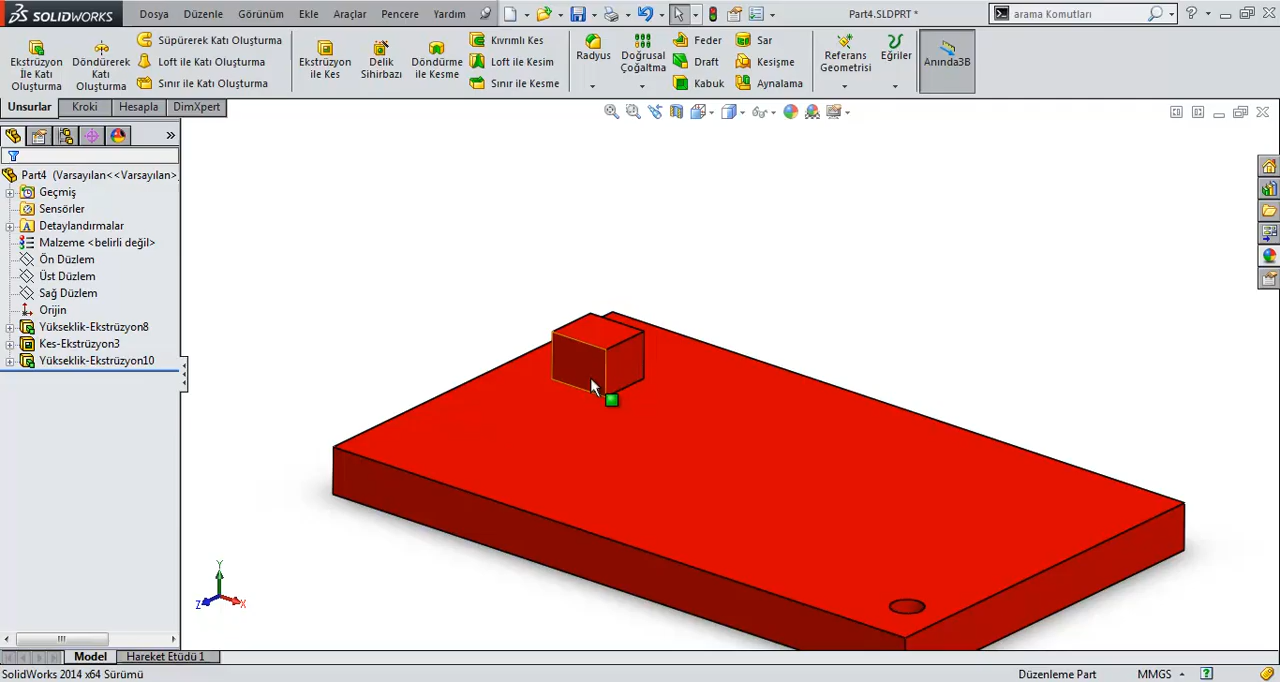 SOLIDWORKS
Dosya Düzenle Görünüm Ekle Araçlar Pencere Yardım
Part4.SLDPRT *
arama Komutları
Ekstrüzyon İle Katı Oluşturma
Döndürerek Katı Oluşturma
Süpürerek Katı Oluşturma
Loft ile Katı Oluşturma
Sınır ile Katı Oluşturma
Ekstrüzyon ile Kes
Delik Sihirbazı
Döndürme ile Kesme
Kıvrımlı Kes
Loft ile Kesim
Sınır ile Kesme
Radyus
Doğrusal Çoğaltma
Feder
Draft
Kabuk
Sar
Kesişme
Aynalama
Referans Geometrisi
Eğriler
Anında3B
Unsurlar Kroki Hesapla DimXpert
Part4 (Varsayılan<<Varsayılan>
Geçmiş
Sensörler
Detaylandırmalar
Malzeme <belirli değil>
Ön Düzlem
Üst Düzlem
Sağ Düzlem
Orijin
Yükseklik-Ekstrüzyon8
Kes-Ekstrüzyon3
Yükseklik-Ekstrüzyon10
Y
Z
X
Model Hareket Etüdü 1
SolidWorks 2014 x64 Sürümü
Düzenleme Part
MMGS